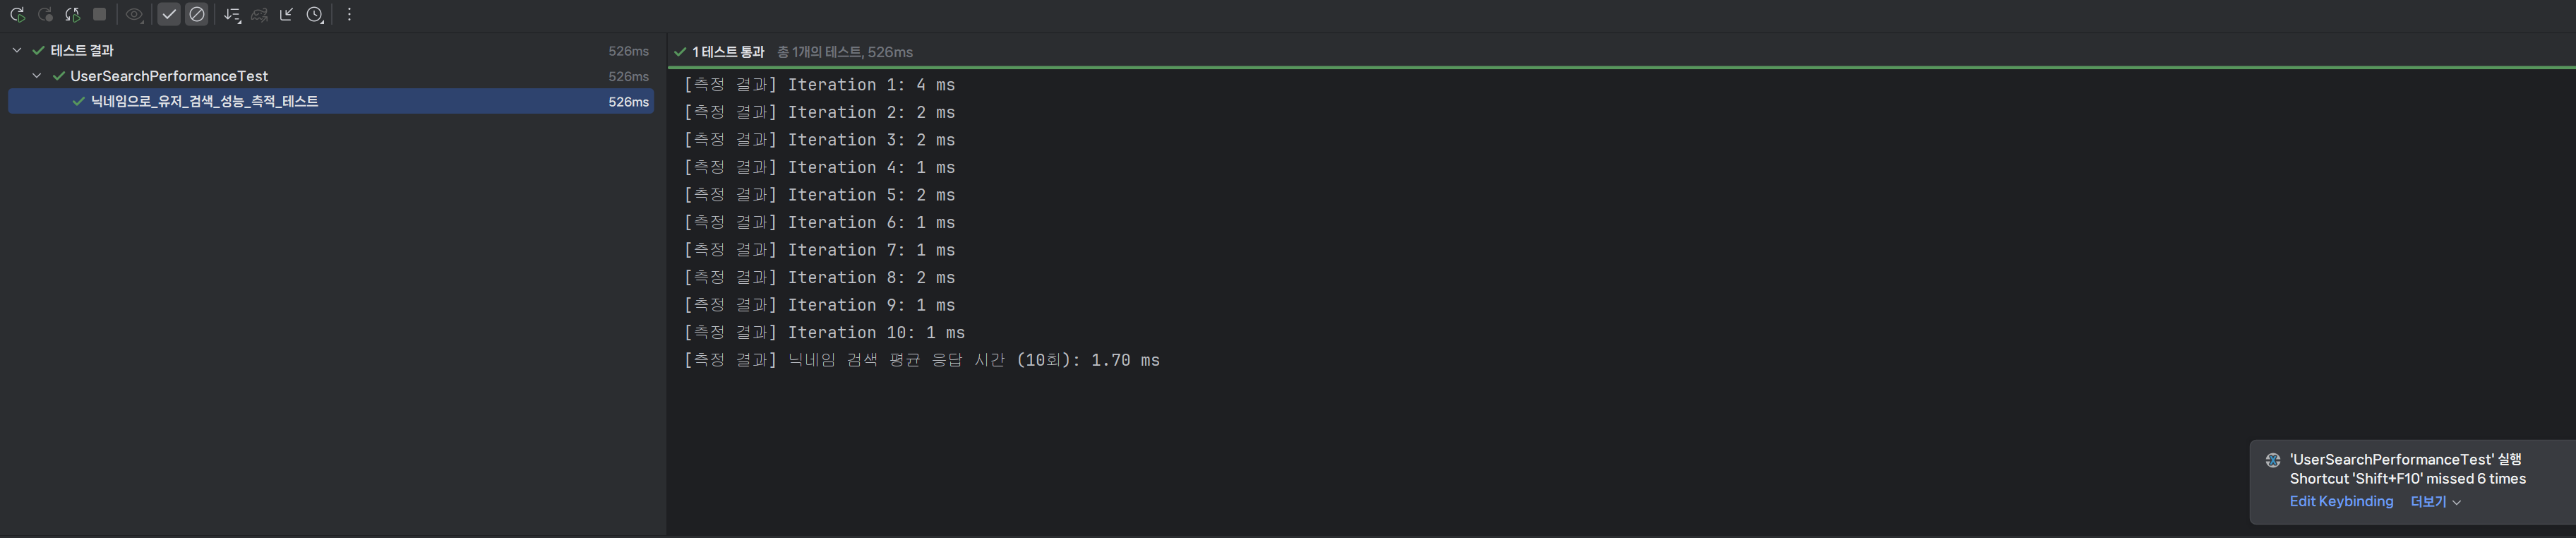 테스트 결과 526ms
UserSearchPerformanceTest 526ms
닉네임으로_유저_검색_성능_측적_테스트 526ms
1 테스트 통과 총 1개의 테스트, 526ms
[측정 결과] Iteration 1: 4 ms
[측정 결과] Iteration 2: 2 ms
[측정 결과] Iteration 3: 2 ms
[측정 결과] Iteration 4: 1 ms
[측정 결과] Iteration 5: 2 ms
[측정 결과] Iteration 6: 1 ms
[측정 결과] Iteration 7: 1 ms
[측정 결과] Iteration 8: 2 ms
[측정 결과] Iteration 9: 1 ms
[측정 결과] Iteration 10: 1 ms
[측정 결과] 닉네임 검색 평균 응답 시간 (10회): 1.70 ms
'UserSearchPerformanceTest' 실행
Shortcut 'Shift+F10' missed 6 times
Edit Keybinding 더보기